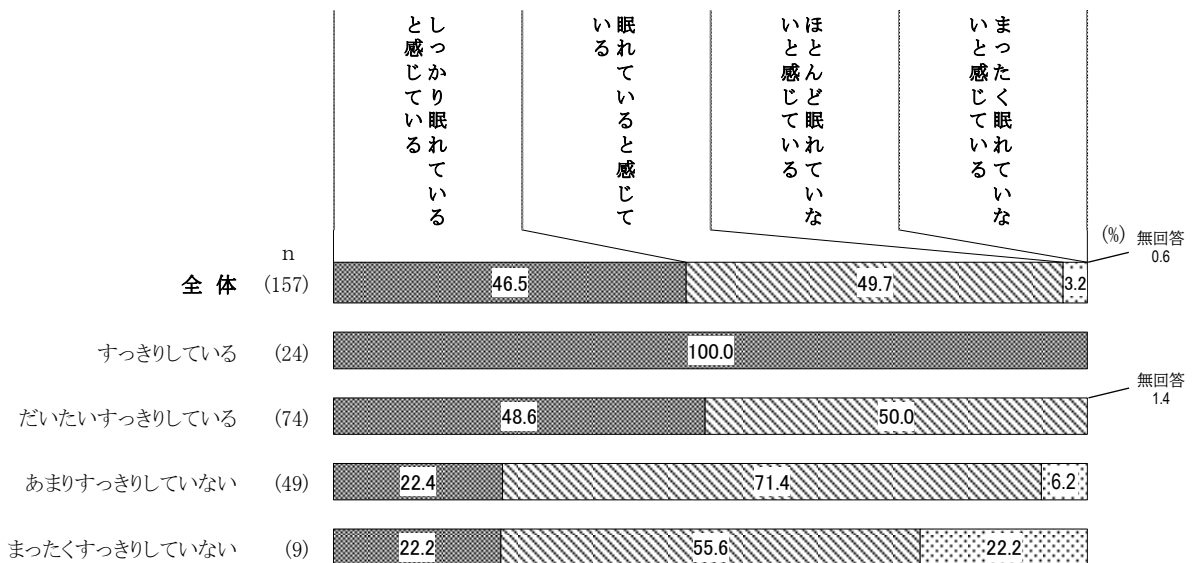 しっかり眠れている
と感じている
眠れていると感じて
いる
ほとんど眠れていな
いと感じている
まったく眠れていな
いと感じている
(%)
無回答
0.6
n
全 体 (157) 46.5 49.7 3.2
すっきりしている (24) 100.0
無回答
1.4
だいたいすっきりしている (74) 48.6 50.0
あまりすっきりしていない (49) 22.4 71.4 6.2
まったくすっきりしていない (9) 22.2 55.6 22.2